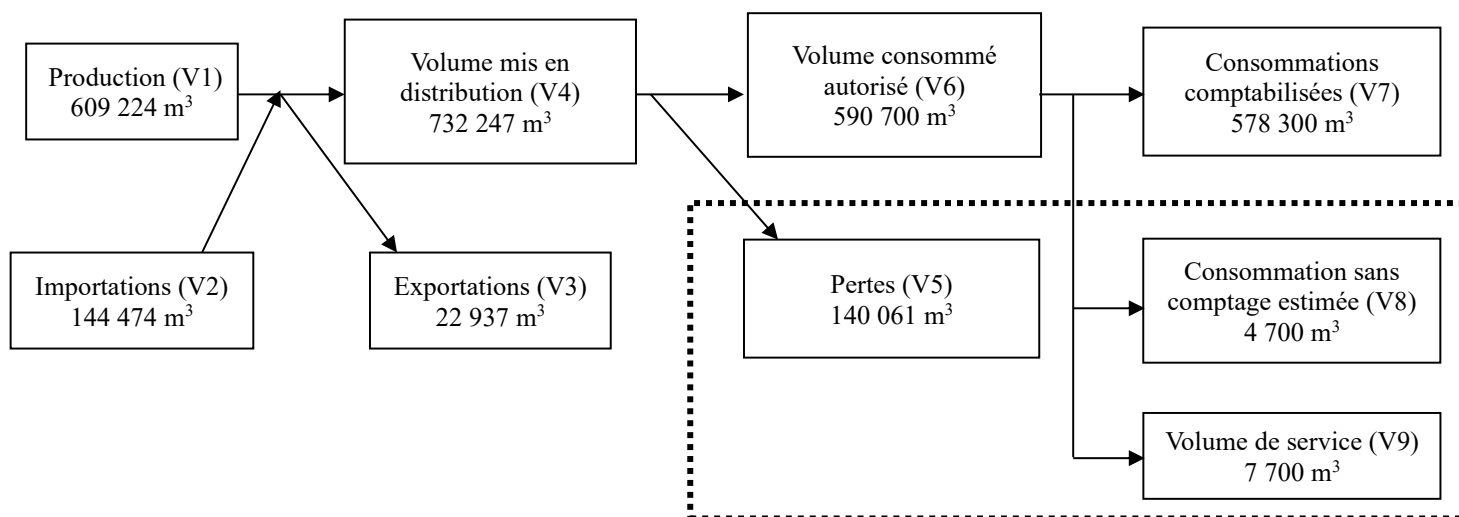 Production (V1)
609 224 m³
Volume mis en
distribution (V4)
732 247 m³
Volume consommé
autorisé (V6)
590 700 m³
Consommations
comptabilisées (V7)
578 300 m³
Importations (V2)
144 474 m³
Exportations (V3)
22 937 m³
Pertes (V5)
140 061 m³
Consommation sans
comptage estimée (V8)
4 700 m³
Volume de service (V9)
7 700 m³